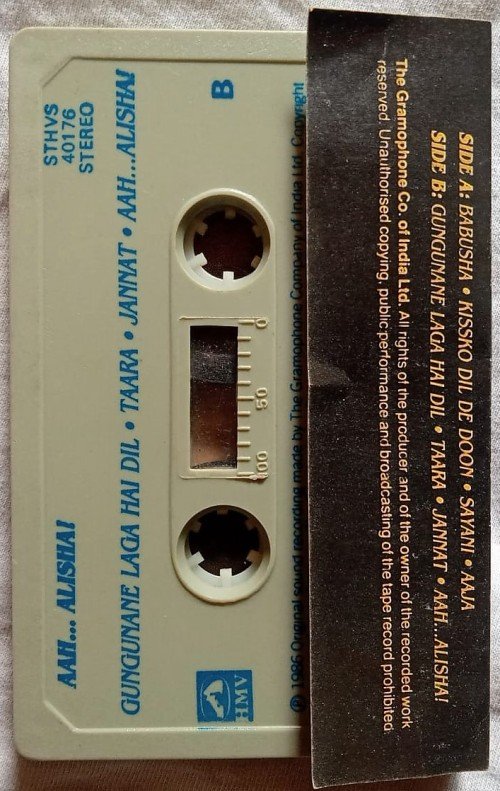 AAH.... ALISHA!
STHVS
40176
STEREO
GUNGUNANE LAGA HAI DIL • TAARA • JANNAT • AAH...ALISHA!
B
HMV
0 50 100
℗ 1996 Original sound recording made by The Gramophone Company of India Ltd. Copyright
SIDE A: BABUSHA • KISSKO DIL DE DOON • SAYANI • AAJA
SIDE B: GUNGUNANE LAGA HAI DIL • TAARA • JANNAT • AAH...ALISHA!
The Gramophone Co. of India Ltd. All rights of the producer and of the owner of the recorded work
reserved. Unauthorised copying, public performance and broadcasting of the tape record prohibited.